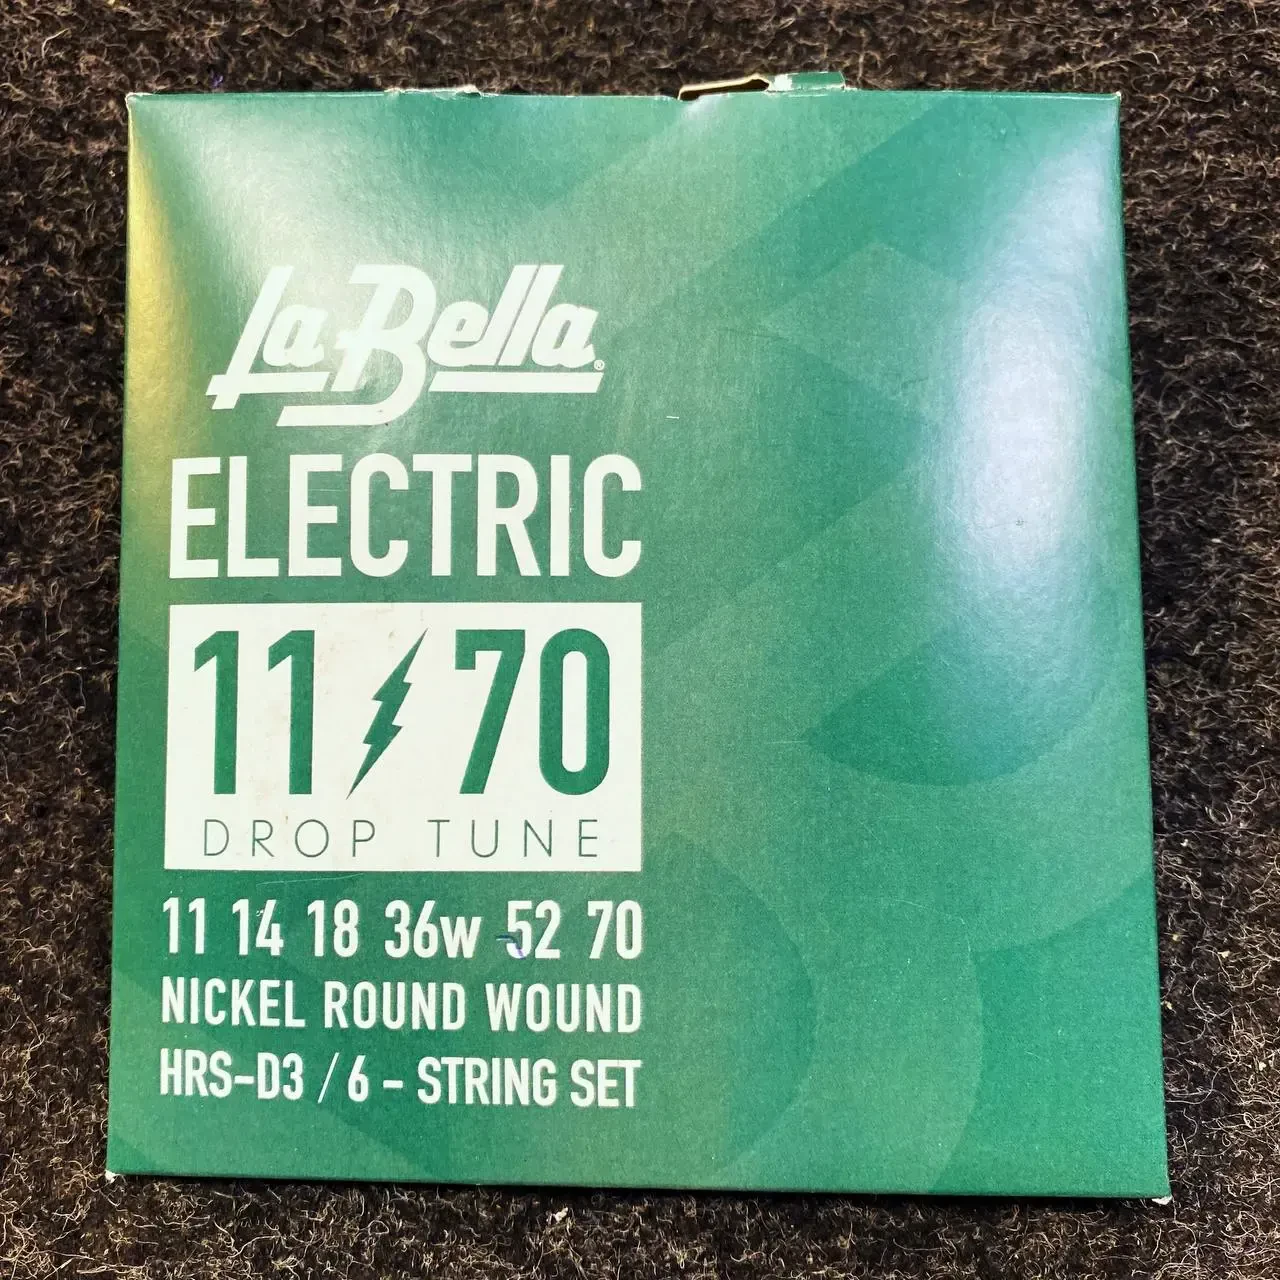 La Bella®
ELECTRIC
11 70
DROP TUNE
11 14 18 36w 52 70
NICKEL ROUND WOUND
HRS-D3 / 6 - STRING SET